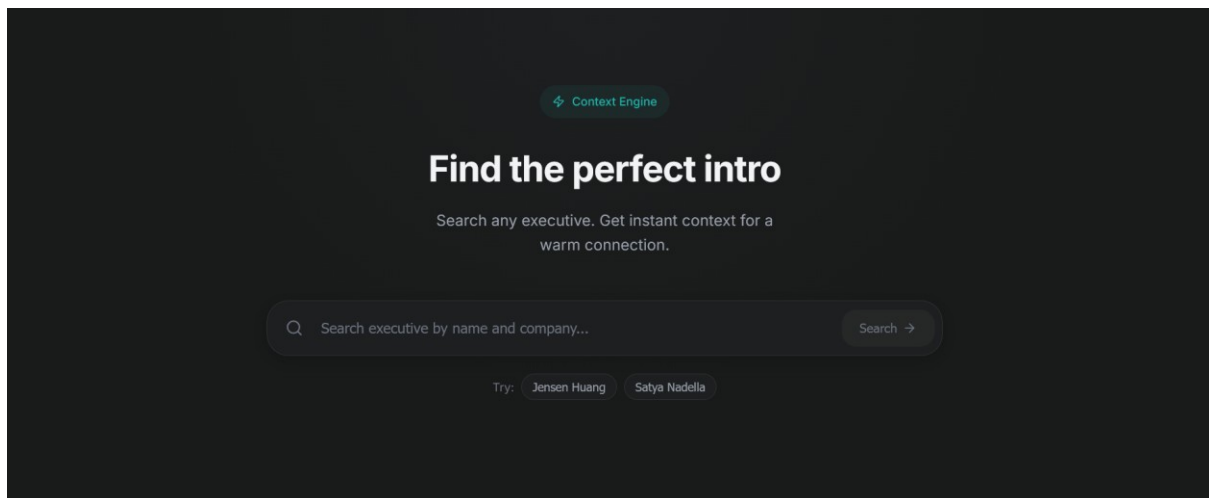 Context Engine
Find the perfect intro
Search any executive. Get instant context for a
warm connection.
Search executive by name and company...
Search →
Try: Jensen Huang Satya Nadella